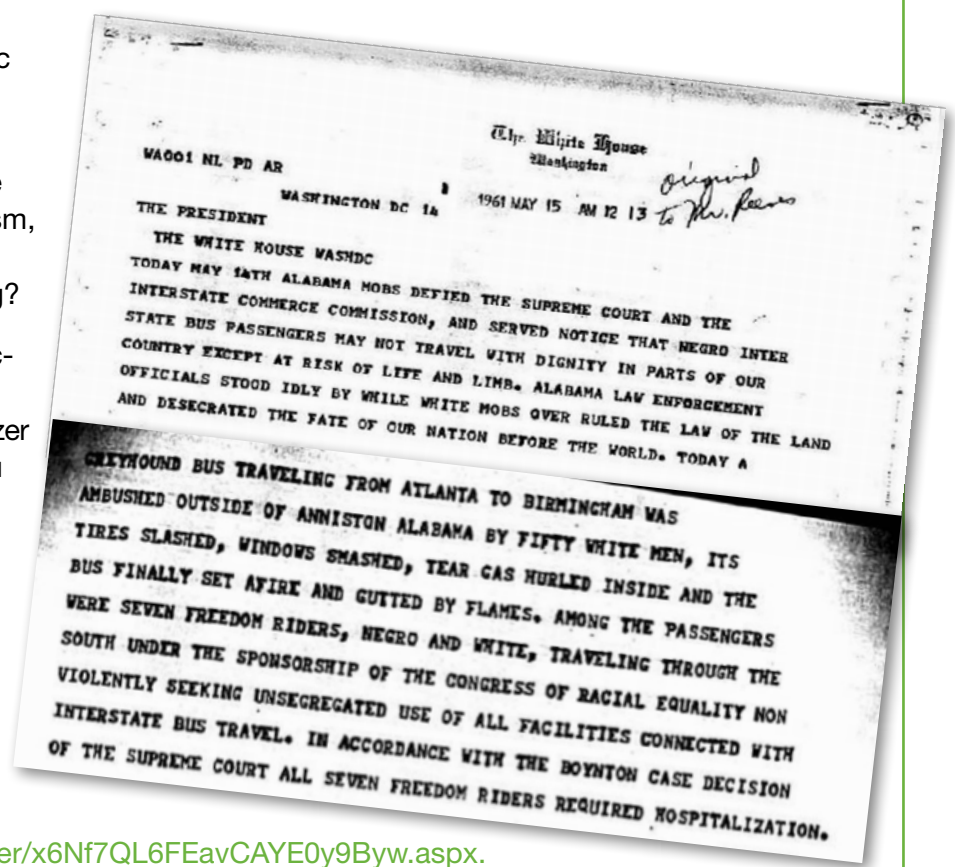 c
e
sm,
g?
c-
zer
The White House
Washington
original
to Mr. Reeves
WA001 NL PD AR
WASHINGTON DC 14
1961 MAY 15 AM 12 13
THE PRESIDENT
THE WHITE HOUSE WASHDC
TODAY MAY 14TH ALABAMA MOBS DEFIED THE SUPREME COURT AND THE
INTERSTATE COMMERCE COMMISSION, AND SERVED NOTICE THAT NEGRO INTER
STATE BUS PASSENGERS MAY NOT TRAVEL WITH DIGNITY IN PARTS OF OUR
COUNTRY EXCEPT AT RISK OF LIFE AND LIMB. ALABAMA LAW ENFORCEMENT
OFFICIALS STOOD IDLY BY WHILE WHITE MOBS OVER RULED THE LAW OF THE LAND
AND DESECRATED THE FATE OF OUR NATION BEFORE THE WORLD. TODAY A
GREYHOUND BUS TRAVELING FROM ATLANTA TO BIRMINGHAM WAS
AMBUSHED OUTSIDE OF ANNISTON ALABAMA BY FIFTY WHITE MEN, ITS
TIRES SLASHED, WINDOWS SMASHED, TEAR GAS HURLED INSIDE AND THE
BUS FINALLY SET AFIRE AND GUTTED BY FLAMES. AMONG THE PASSENGERS
WERE SEVEN FREEDOM RIDERS, NEGRO AND WHITE, TRAVELING THROUGH THE
SOUTH UNDER THE SPONSORSHIP OF THE CONGRESS OF RACIAL EQUALITY NON
VIOLENTLY SEEKING UNSEGREGATED USE OF ALL FACILITIES CONNECTED WITH
INTERSTATE BUS TRAVEL. IN ACCORDANCE WITH THE BOYNTON CASE DECISION
OF THE SUPREME COURT ALL SEVEN FREEDOM RIDERS REQUIRED HOSPITALIZATION.
er/x6Nf7QL6FEavCAYE0y9Byw.aspx.